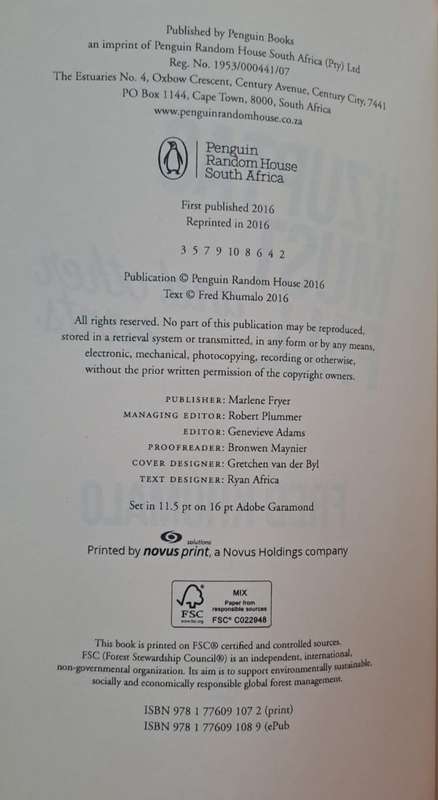 Published by Penguin Books
an imprint of Penguin Random House South Africa (Pty) Ltd
Reg. No. 1953/000441/07
The Estuaries No. 4, Oxbow Crescent, Century Avenue, Century City, 7441
PO Box 1144, Cape Town, 8000, South Africa
www.penguinrandomhouse.co.za
Penguin
Random House
South Africa
First published 2016
Reprinted in 2016
3 5 7 9 10 8 6 4 2
Publication © Penguin Random House 2016
Text © Fred Khumalo 2016
All rights reserved. No part of this publication may be reproduced,
stored in a retrieval system or transmitted, in any form or by any means,
electronic, mechanical, photocopying, recording or otherwise,
without the prior written permission of the copyright owners.
PUBLISHER: Marlene Fryer
MANAGING EDITOR: Robert Plummer
EDITOR: Genevieve Adams
PROOFREADER: Bronwen Maynier
COVER DESIGNER: Gretchen van der Byl
TEXT DESIGNER: Ryan Africa
Set in 11.5 pt on 16 pt Adobe Garamond
solutions
Printed by novus print, a Novus Holdings company
FSC
www.fsc.org
MIX
Paper from
responsible sources
FSC® C022948
This book is printed on FSC® certified and controlled sources.
FSC (Forest Stewardship Council®) is an independent, international,
non-governmental organization. Its aim is to support environmentally sustainable,
socially and economically responsible global forest management.
ISBN 978 1 77609 107 2 (print)
ISBN 978 1 77609 108 9 (ePub